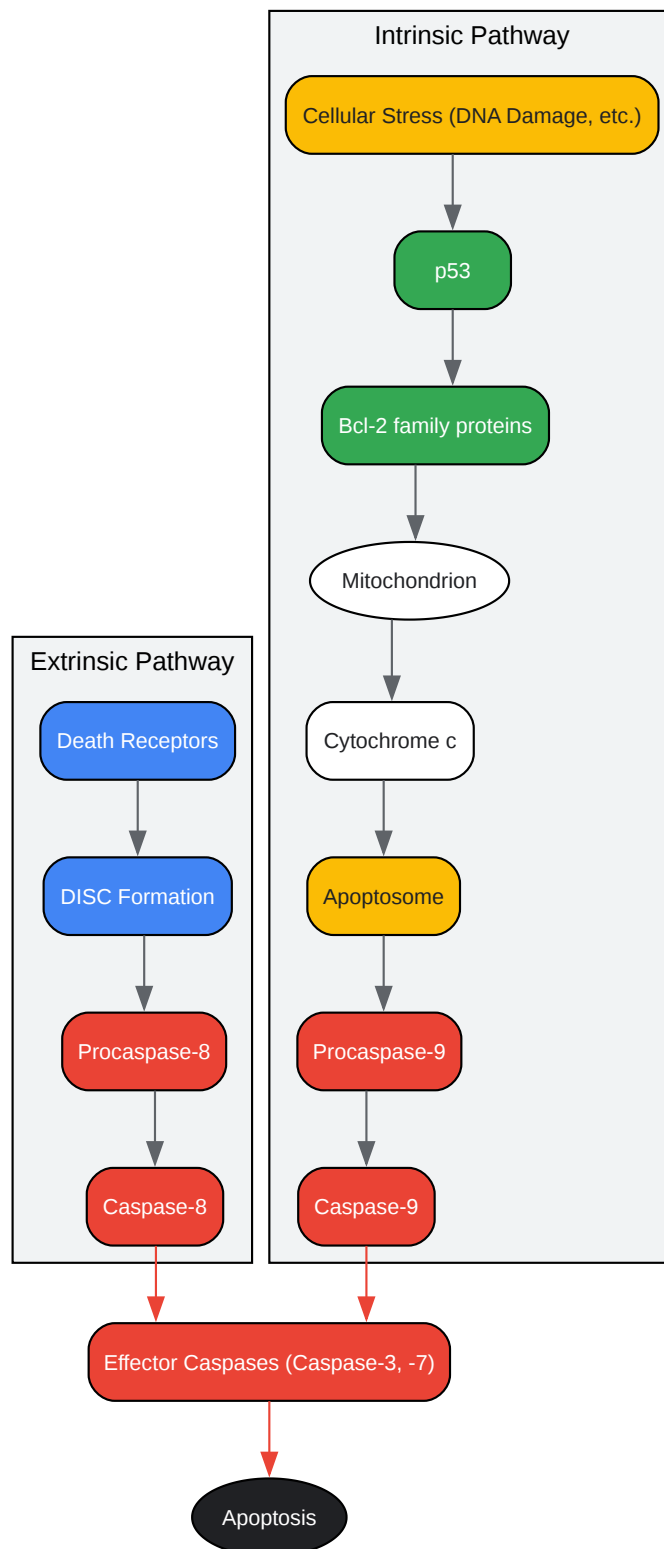 Intrinsic Pathway
Cellular Stress (DNA Damage, etc.)
p53
Bcl-2 family proteins
Mitochondrion
Cytochrome c
Apoptosome
Procaspase-9
Caspase-9
Extrinsic Pathway
Death Receptors
DISC Formation
Procaspase-8
Caspase-8
Effector Caspases (Caspase-3, -7)
Apoptosis